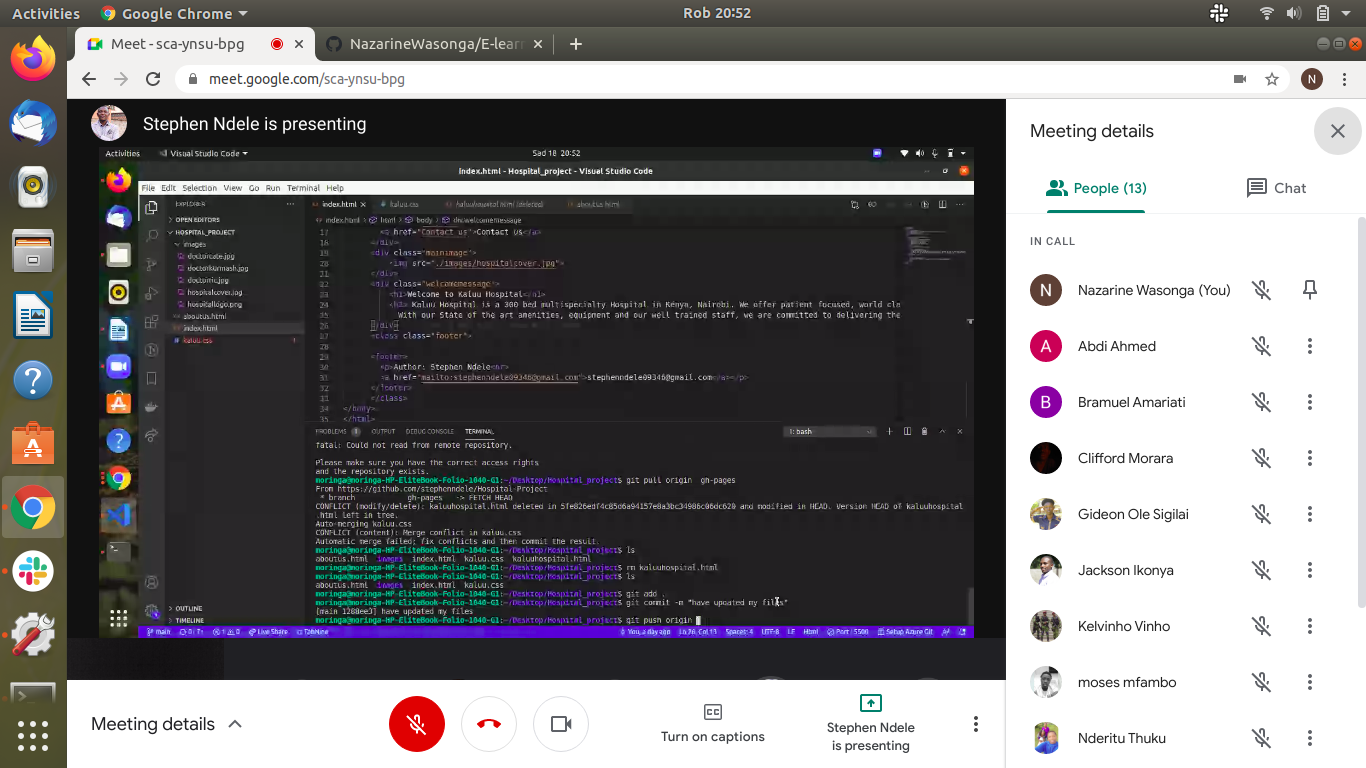 Activities
Google Chrome
Rob 20:52
Meet - sca-ynsu-bpg
NazarineWasonga/E-lear
meet.google.com/sca-ynsu-bpg
N
Stephen Ndele is presenting
Activities
Visual Studio Code
Sad 18 20:52
index.html - Hospital_project - Visual Studio Code
File Edit Selection View Go Run Terminal Help
EXPLORER
OPEN EDITORS
HOSPITAL_PROJECT
images
doctorcate.jpg
doctorkamash.jpg
hospitalcover.jpg
hospitallogo.png
aboutus.html
index.html
kaluu.css
OUTLINE
TIMELINE
index.html
kaluu.css
kaluuhospital.html (deleted)
aboutus.html
index.html > html > body > div.welcomemessage
17 <a href="Contact us">Contact us</a>
18 </div>
19 <div class="mainimage">
20 <img src="./images/hospitalcover.jpg">
21 </div>
22 <div class="welcomemessage">
23 <h1>Welcome to Kaluu Hospital</h1>
24 <h4> Kaluu Hospital is a 300 bed multispecialty Hospital in Kenya, Nairobi. We offer patient focused, world cla
25 With our State of the art amenities, equipment and our well trained staff, we are committed to delivering the
26 </div>
27 <class class="footer">
28
29 <footer>
30 <p>Author: Stephen Ndele<br>
31 <a href="mailto:stephenndele09346@gmail.com">stephenndele09346@gmail.com</a></p>
32 </footer>
33 </class>
34 </body>
35 </html>
PROBLEMS 1 OUTPUT DEBUG CONSOLE TERMINAL
1: bash
fatal: Could not read from remote repository.
Please make sure you have the correct access rights
and the repository exists.
moringa@moringa-HP-EliteBook-Folio-1040-G1:~/Desktop/Hospital_project$ git pull origin gh-pages
From https://github.com/stephenndele/Hospital-Project
* branch gh-pages -> FETCH_HEAD
CONFLICT (modify/delete): kaluuhospital.html deleted in and modified in HEAD. Version HEAD of kaluuhospital
.html left in tree.
Auto-merging kaluu.css
CONFLICT (content): Merge conflict in kaluu.css
Automatic merge failed; fix conflicts and then commit the result.
moringa@moringa-HP-EliteBook-Folio-1040-G1:~/Desktop/Hospital_project$ ls
aboutus.html images index.html kaluu.css kaluuhospital.html
moringa@moringa-HP-EliteBook-Folio-1040-G1:~/Desktop/Hospital_project$ rm kaluuhospital.html
moringa@moringa-HP-EliteBook-Folio-1040-G1:~/Desktop/Hospital_project$ ls
aboutus.html images index.html kaluu.css
moringa@moringa-HP-EliteBook-Folio-1040-G1:~/Desktop/Hospital_project$ git add .
moringa@moringa-HP-EliteBook-Folio-1040-G1:~/Desktop/Hospital_project$ git commit -m "have updated my files"
[main 1288ee3] have updated my files
moringa@moringa-HP-EliteBook-Folio-1040-G1:~/Desktop/Hospital_project$ git push origin
main
Live Share
TabNine
You, a day ago
Ln 26, Col 13
Spaces: 4
UTF-8
LF
Html
Port : 5500
Setup Azure Git
Meeting details
People (13)
Chat
IN CALL
N
Nazarine Wasonga (You)
A
Abdi Ahmed
B
Bramuel Amariati
Clifford Morara
Gideon Ole Sigilai
Jackson Ikonya
Kelvinho Vinho
moses mfambo
Nderitu Thuku
Meeting details
Turn on captions
Stephen Ndele
is presenting